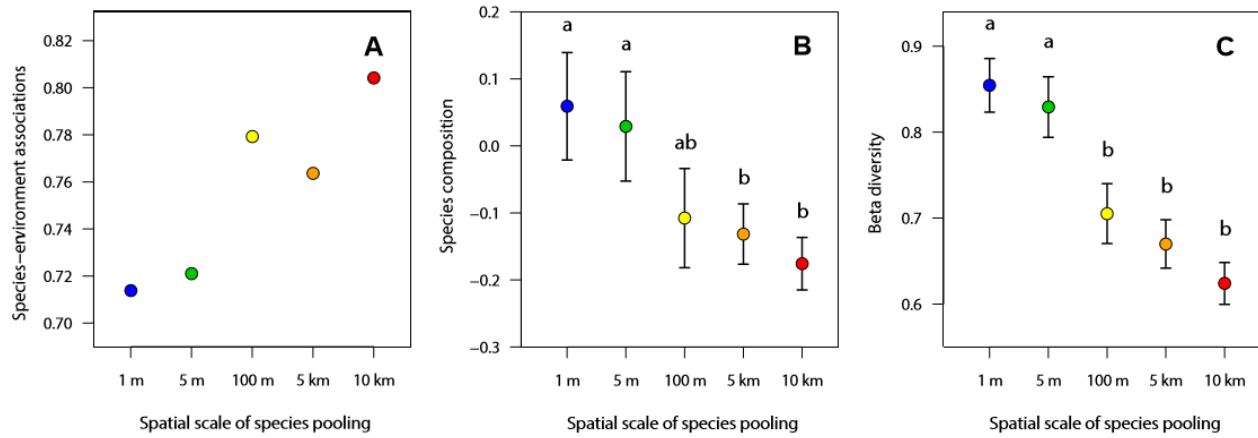 A
Species−environment associations
0.82
0.80
0.78
0.76
0.74
0.72
0.70
1 m 5 m 100 m 5 km 10 km
Spatial scale of species pooling
B
Species composition
0.2
0.1
0.0
−0.1
−0.2
−0.3
a a ab b b
1 m 5 m 100 m 5 km 10 km
Spatial scale of species pooling
C
Beta diversity
0.9
0.8
0.7
0.6
a a b b b
1 m 5 m 100 m 5 km 10 km
Spatial scale of species pooling